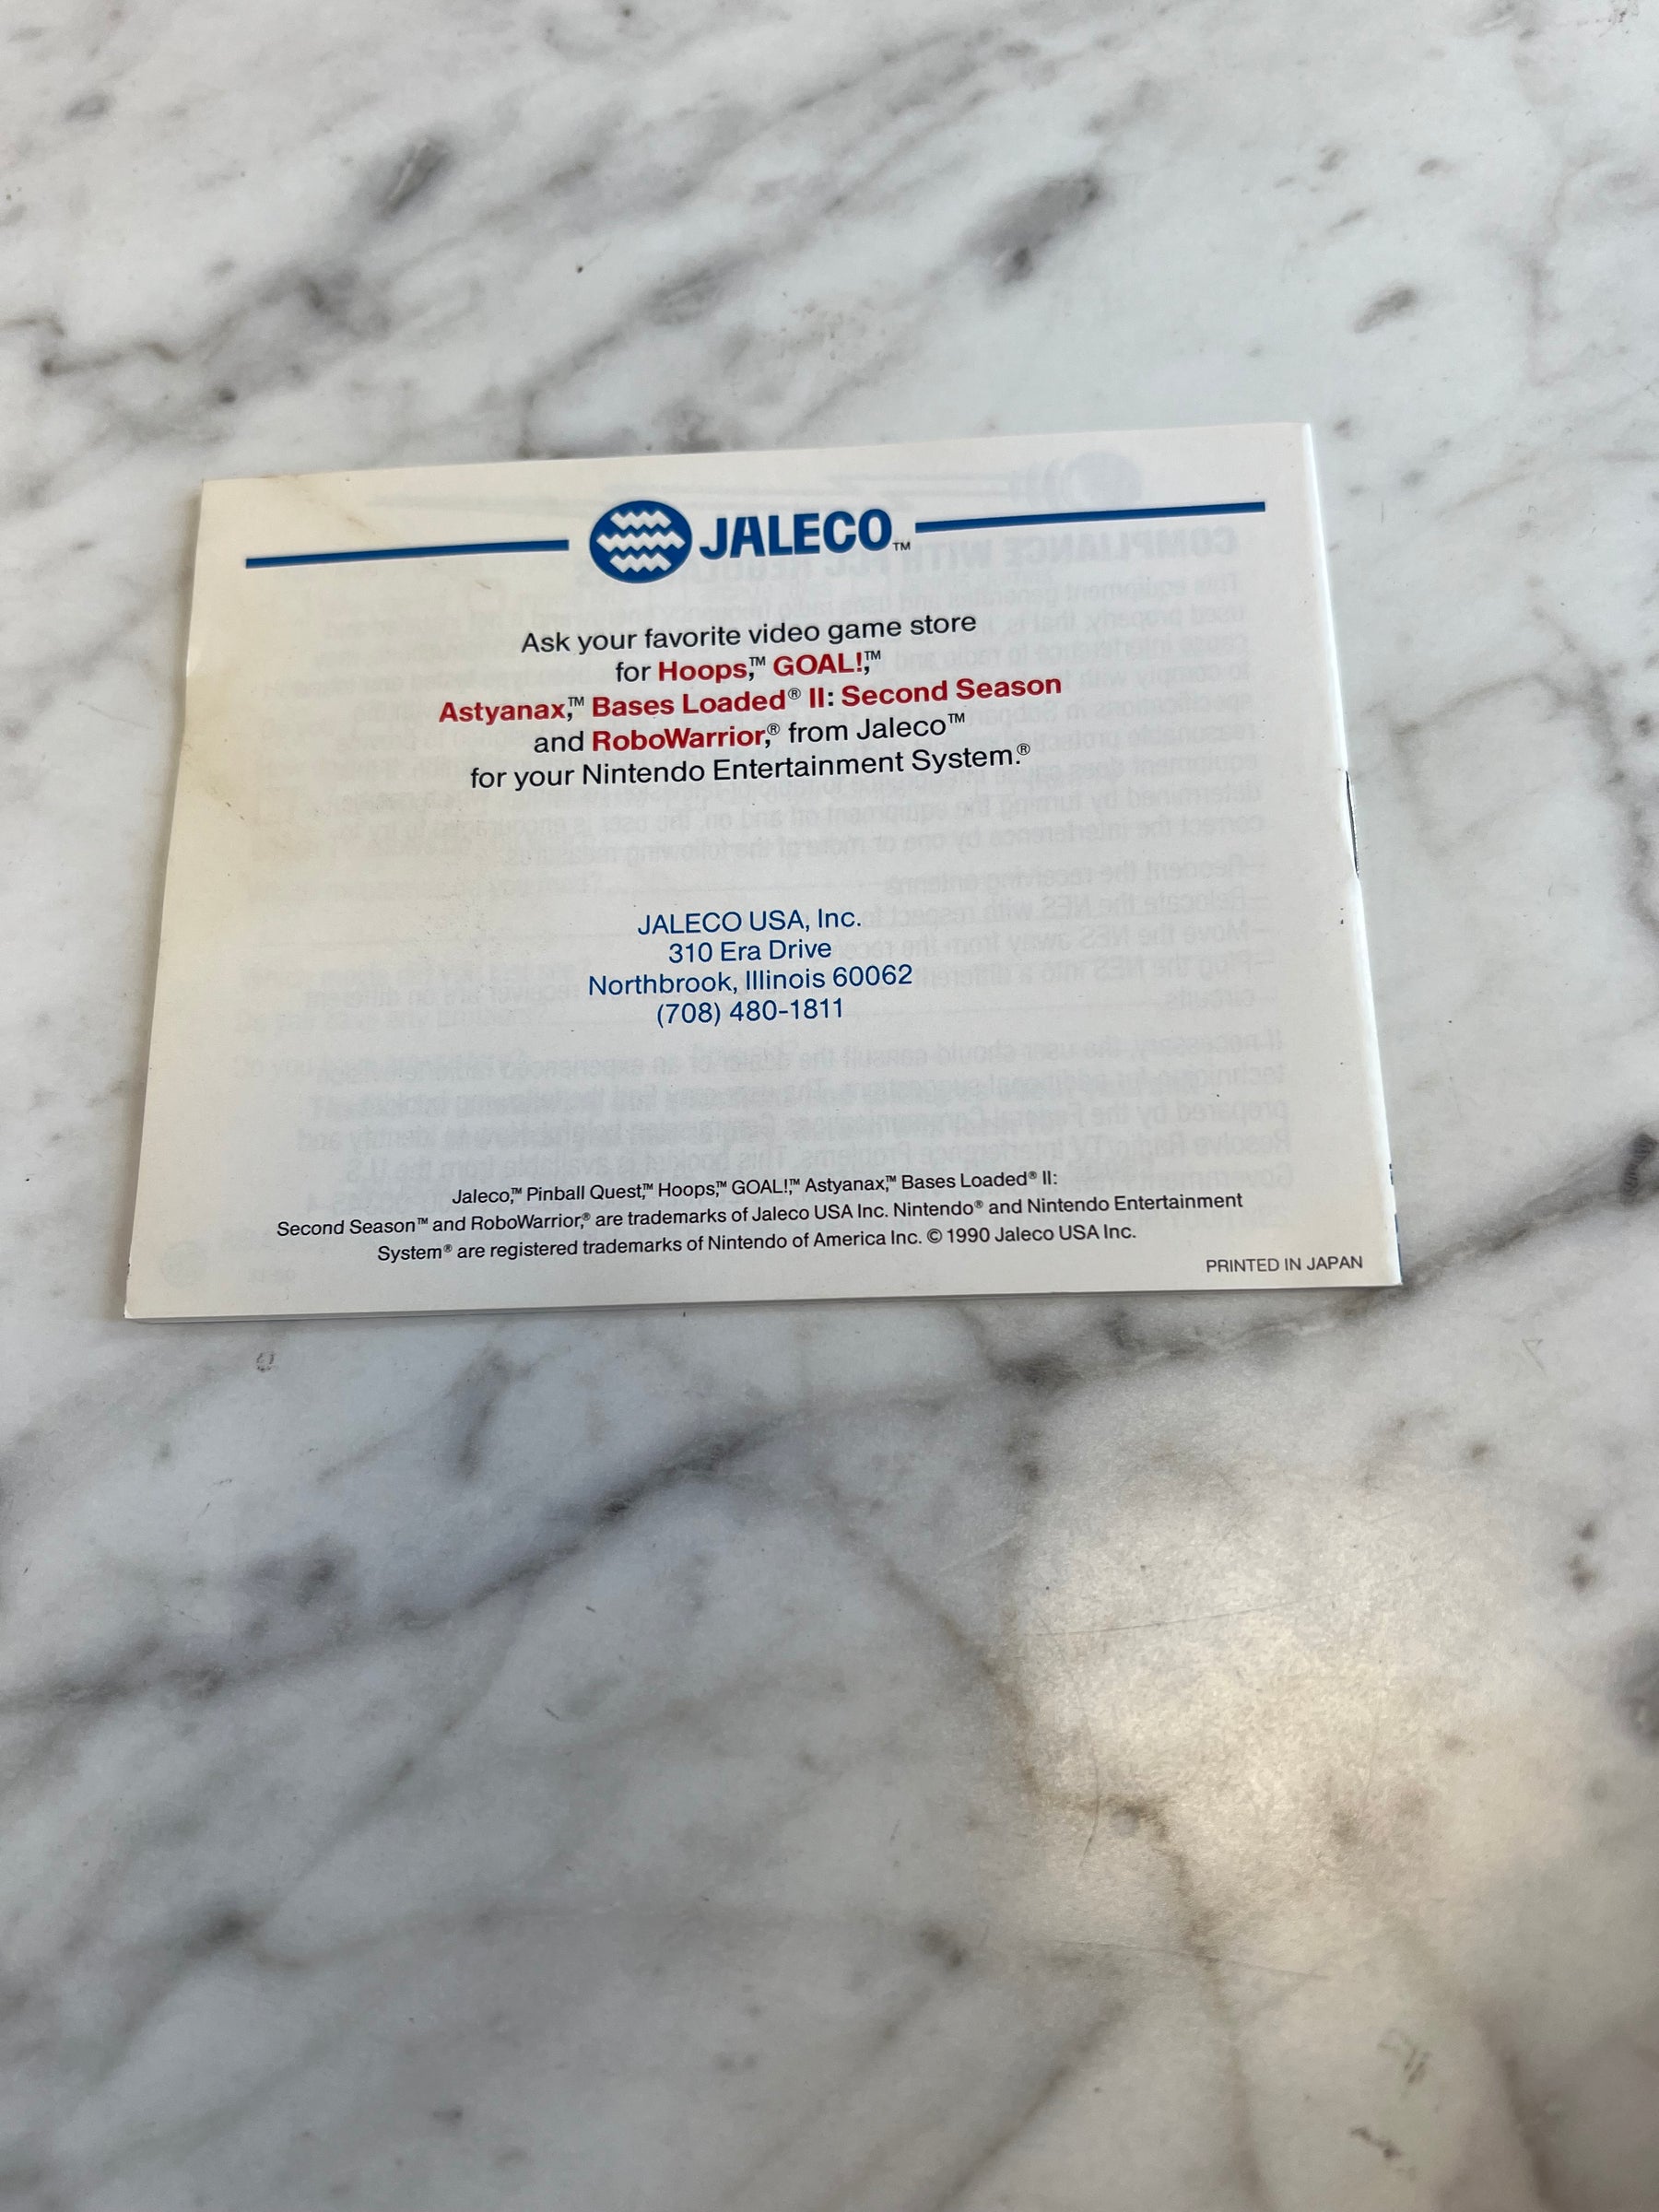 JALECO™
Ask your favorite video game store
for Hoops,™ GOAL!,™
Astyanax,™ Bases Loaded® II: Second Season
and RoboWarrior,® from Jaleco™
for your Nintendo Entertainment System.®
JALECO USA, Inc.
310 Era Drive
Northbrook, Illinois 60062
(708) 480-1811
Jaleco,™ Pinball Quest,™ Hoops,™ GOAL!,™ Astyanax,™ Bases Loaded® II:
Second Season™ and RoboWarrior,® are trademarks of Jaleco USA Inc. Nintendo® and Nintendo Entertainment
System® are registered trademarks of Nintendo of America Inc. © 1990 Jaleco USA Inc.
PRINTED IN JAPAN